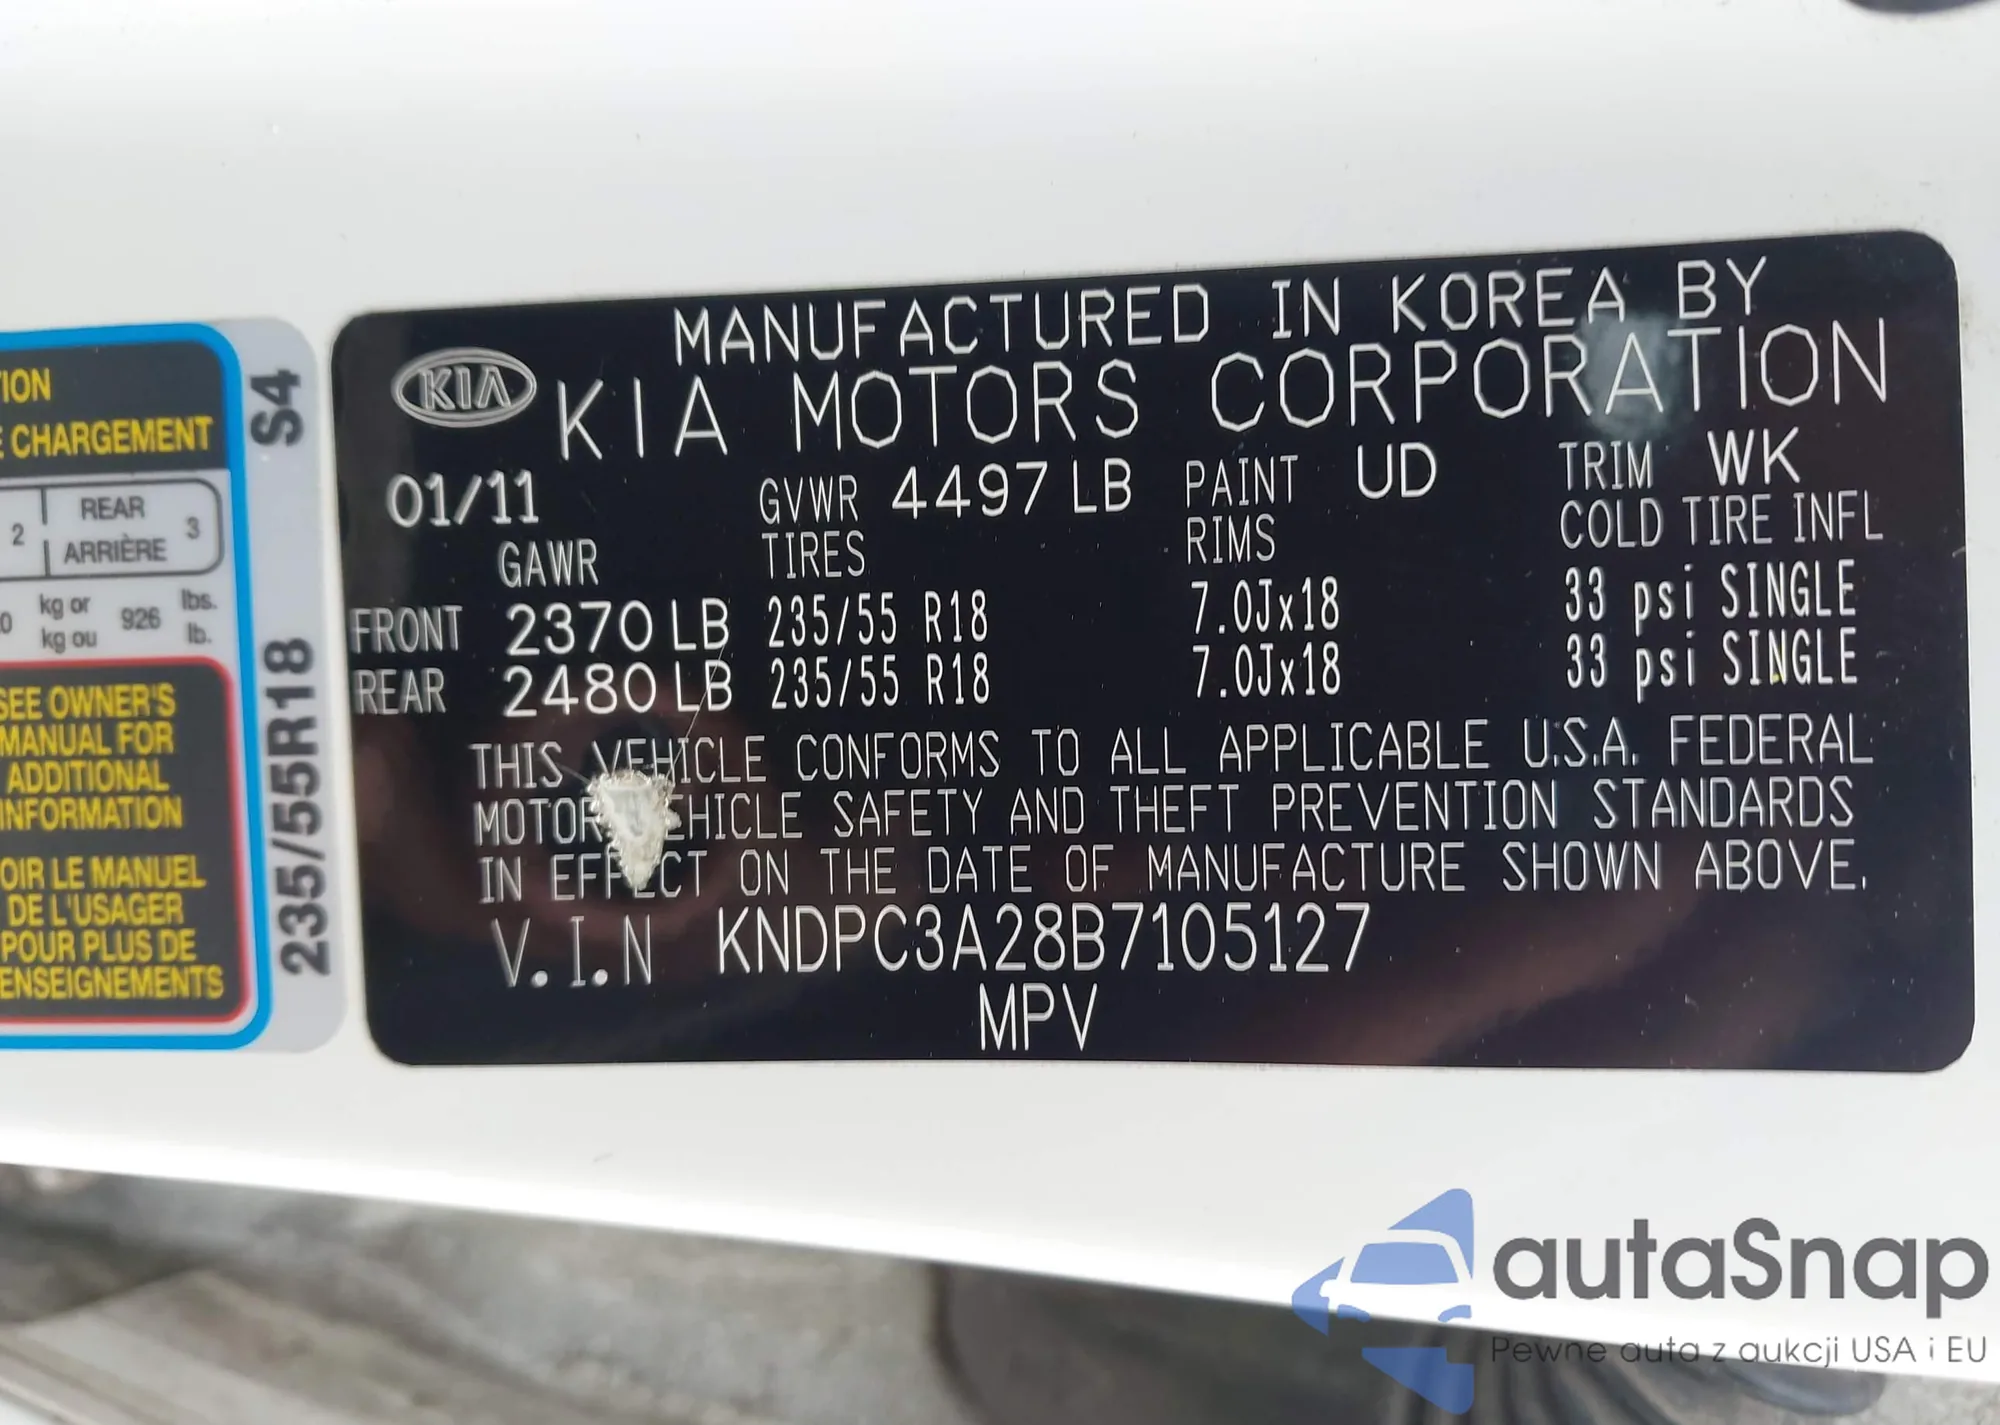 TION
E CHARGEMENT
2 REAR 3
ARRIÈRE
0 kg or 926 lbs.
kg ou lb.
SEE OWNER'S
MANUAL FOR
ADDITIONAL
INFORMATION
OIR LE MANUEL
DE L'USAGER
POUR PLUS DE
ENSEIGNEMENTS
235/55R18 S4
KIA
MANUFACTURED IN KOREA BY
KIA MOTORS CORPORATION
01/11 GVWR 4497 LB PAINT UD TRIM WK
GAWR TIRES RIMS COLD TIRE INFL
FRONT 2370 LB 235/55 R18 7.0Jx18 33 psi SINGLE
REAR 2480 LB 235/55 R18 7.0Jx18 33 psi SINGLE
THIS VEHICLE CONFORMS TO ALL APPLICABLE U.S.A. FEDERAL
MOTOR VEHICLE SAFETY AND THEFT PREVENTION STANDARDS
IN EFFECT ON THE DATE OF MANUFACTURE SHOWN ABOVE.
V.I.N KNDPC3A28B7105127
MPV
autaSnap
Pewne auta z aukcji USA i EU